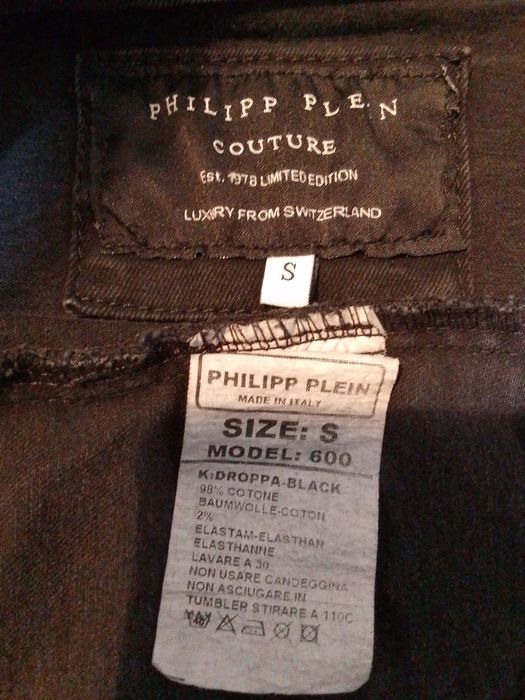 PHILIPP PLEIN
COUTURE
Est. 1978 LIMITED EDITION
LUXURY FROM SWITZERLAND
S
PHILIPP PLEIN
MADE IN ITALY
SIZE: S
MODEL: 600
K:DROPPA-BLACK
98% COTONE
BAUMWOLLE-COTON
2%
ELASTAM-ELASTHAN
ELASTHANNE
LAVARE A 30
NON USARE CANDEGGINA
NON ASCIUGARE.IN
TUMBLER STIRARE A 110C
MAX